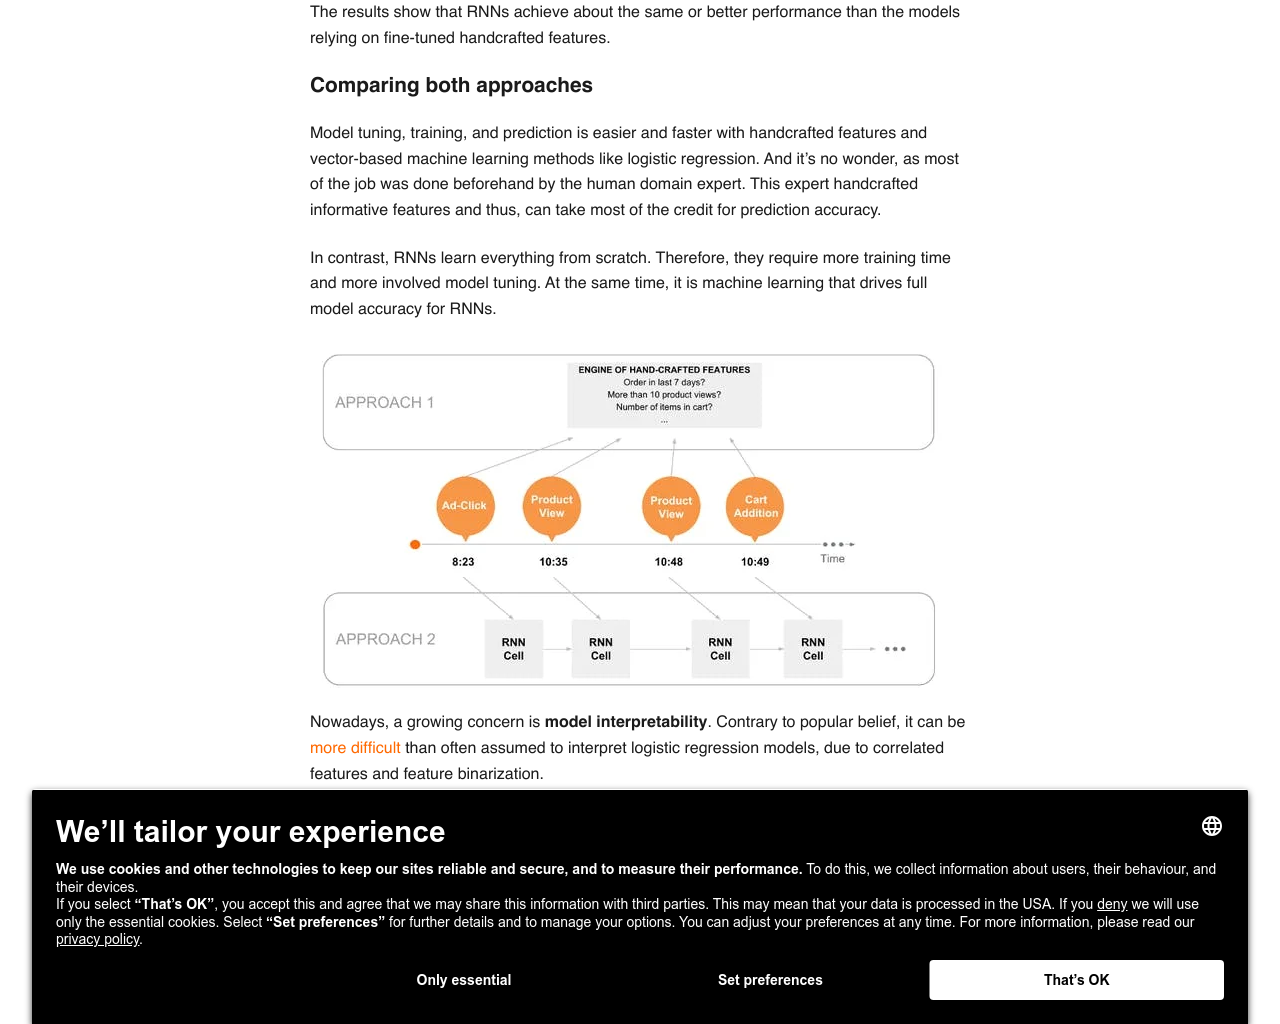 The results show that RNNs achieve about the same or better performance than the models
relying on fine-tuned handcrafted features.
Comparing both approaches
Model tuning, training, and prediction is easier and faster with handcrafted features and
vector-based machine learning methods like logistic regression. And it’s no wonder, as most
of the job was done beforehand by the human domain expert. This expert handcrafted
informative features and thus, can take most of the credit for prediction accuracy.
In contrast, RNNs learn everything from scratch. Therefore, they require more training time
and more involved model tuning. At the same time, it is machine learning that drives full
model accuracy for RNNs.
ENGINE OF HAND-CRAFTED FEATURES
Order in last 7 days?
More than 10 product views?
Number of items in cart?
...
APPROACH 1
Ad-Click
Product
View
Product
View
Cart
Addition
8:23
10:35
10:48
10:49
Time
APPROACH 2
RNN
Cell
RNN
Cell
RNN
Cell
RNN
Cell
Nowadays, a growing concern is model interpretability. Contrary to popular belief, it can be
more difficult than often assumed to interpret logistic regression models, due to correlated
features and feature binarization.
We’ll tailor your experience
We use cookies and other technologies to keep our sites reliable and secure, and to measure their performance. To do this, we collect information about users, their behaviour, and
their devices.
If you select “That’s OK”, you accept this and agree that we may share this information with third parties. This may mean that your data is processed in the USA. If you deny we will use
only the essential cookies. Select “Set preferences” for further details and to manage your options. You can adjust your preferences at any time. For more information, please read our
privacy policy.
Only essential
Set preferences
That’s OK